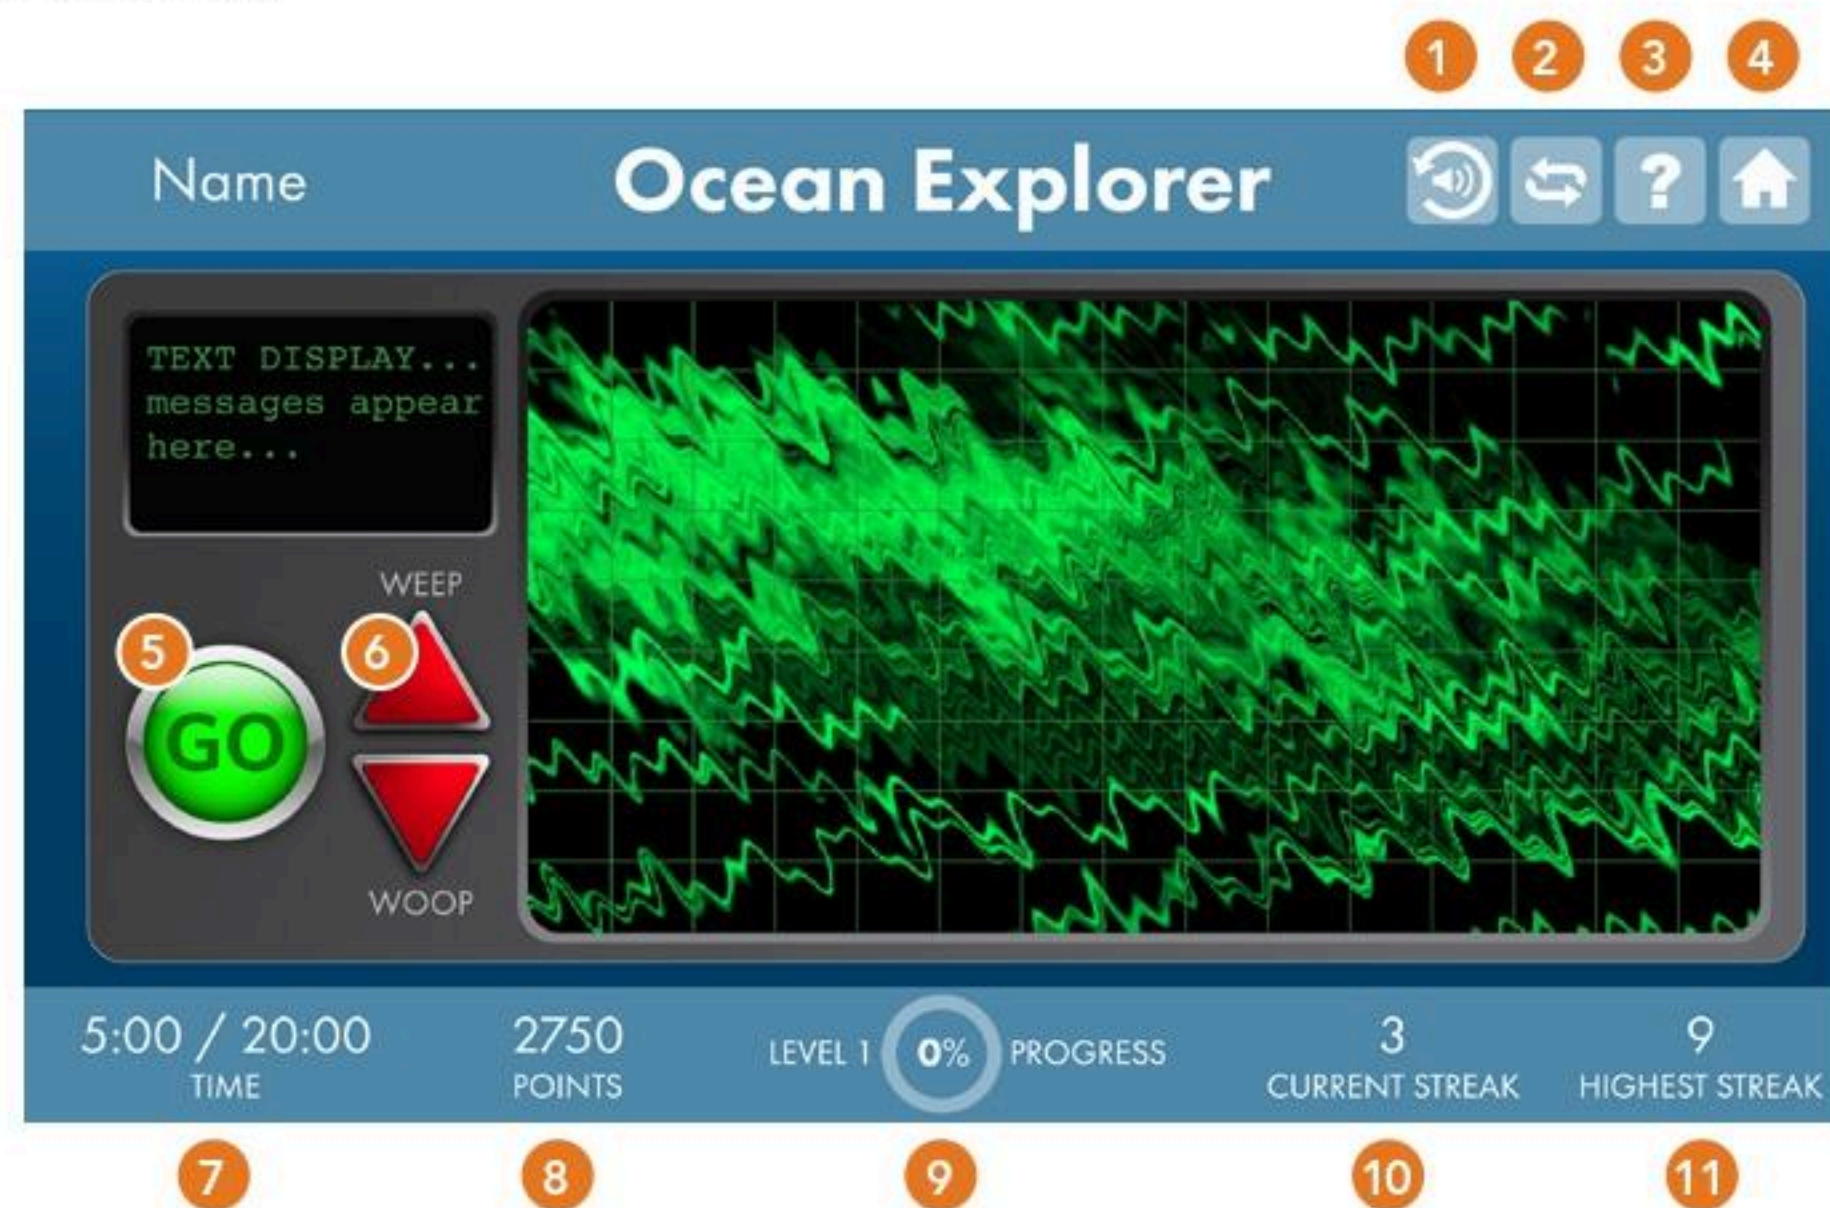 1 2 3 4
Name Ocean Explorer ?
TEXT DISPLAY...
messages appear
here...
WEEP
5 6
GO
WOOP
5:00 / 20:00 2750 3 9
LEVEL 1 0% PROGRESS
TIME POINTS CURRENT STREAK HIGHEST STREAK
7 8 9 10 11